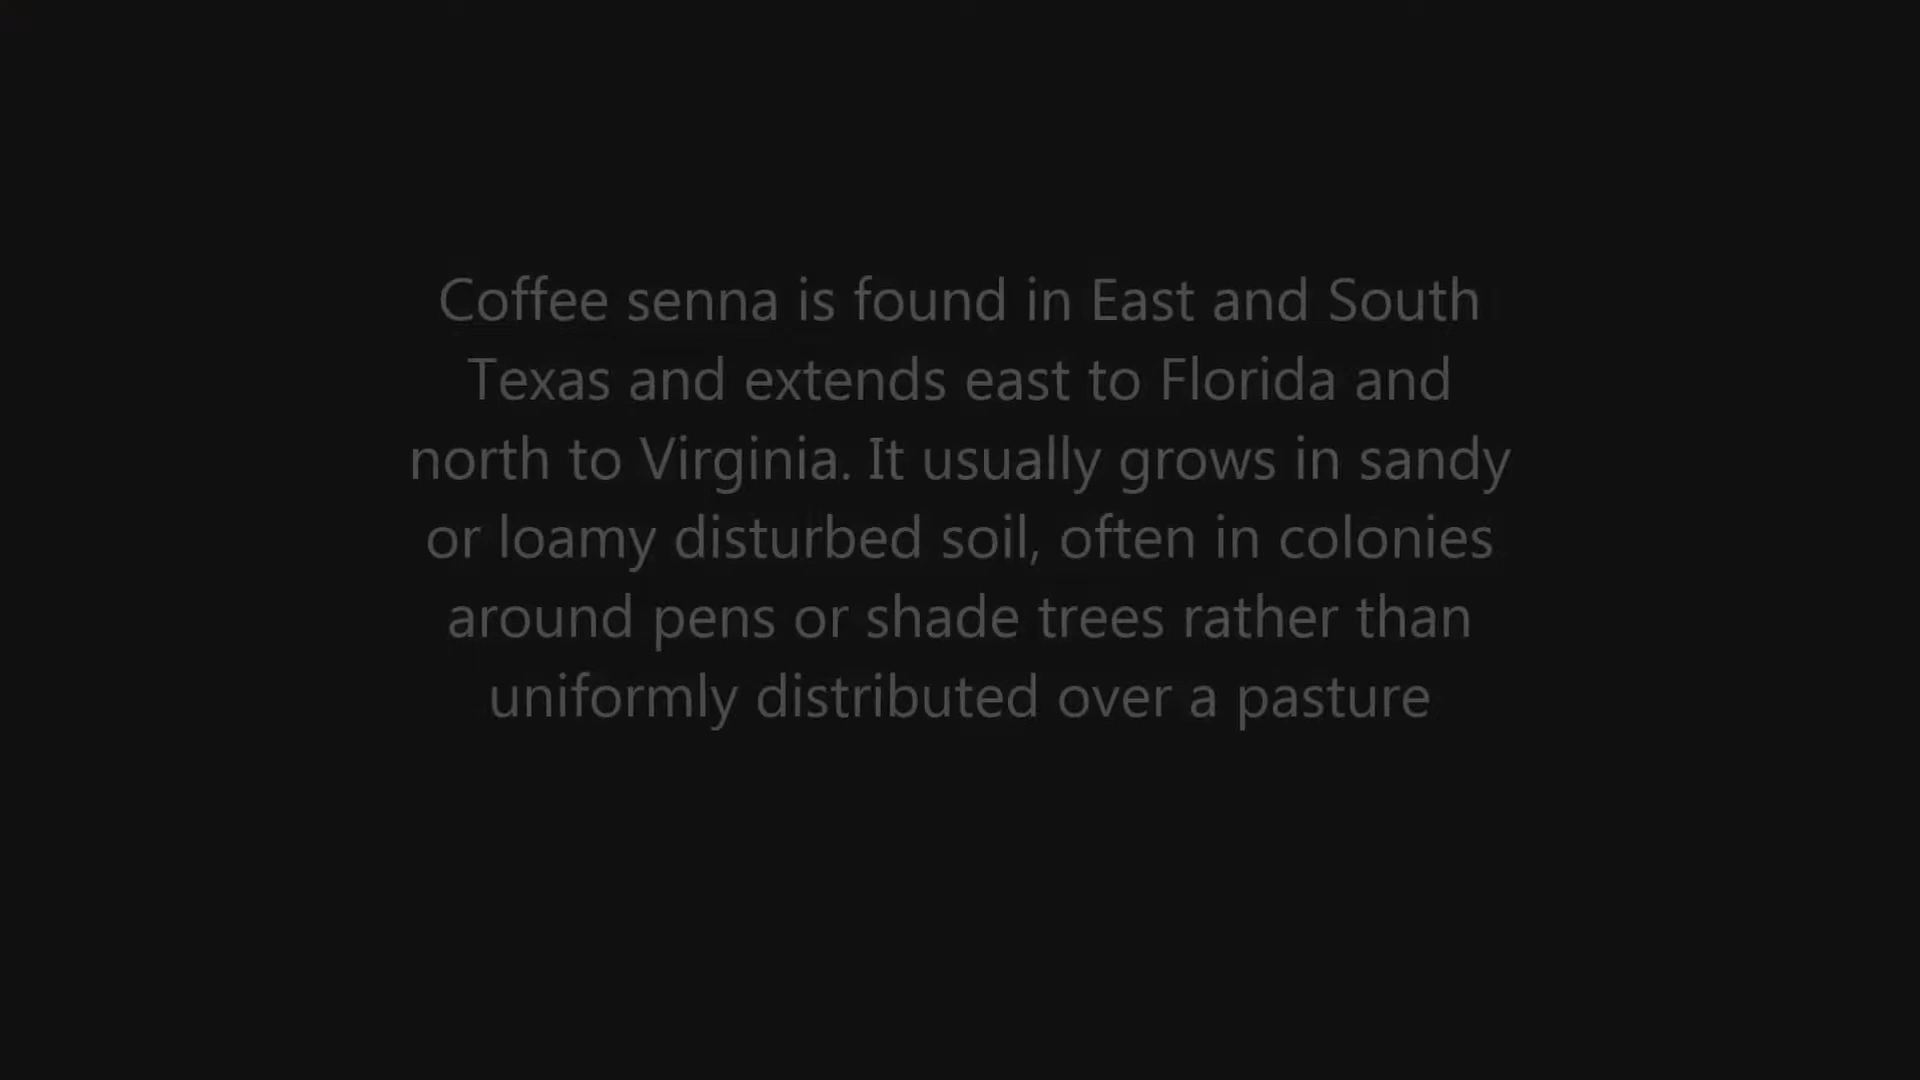 Coffee senna is found in East and South
Texas and extends east to Florida and
north to Virginia. It usually grows in sandy
or loamy disturbed soil, often in colonies
around pens or shade trees rather than
uniformly distributed over a pasture